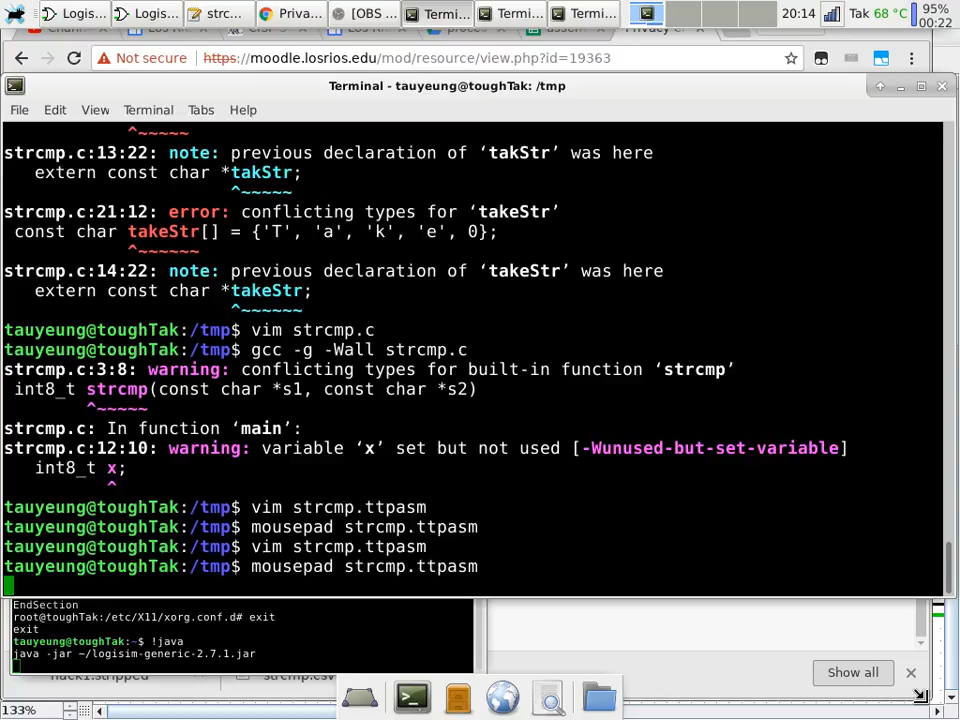 Logis... Logis... strc... Priva... [OBS ... Termi... Termi... Termi... 20:14 Tak 68 °C 95% 00:22
Not secure https://moodle.losrios.edu/mod/resource/view.php?id=19363
Terminal - tauyeung@toughTak: /tmp
File Edit View Terminal Tabs Help
^~~~~~
strcmp.c:13:22: note: previous declaration of ‘takStr’ was here
extern const char *takStr;
^~~~~~
strcmp.c:21:12: error: conflicting types for ‘takeStr’
const char takeStr[] = {'T', 'a', 'k', 'e', 0};
^~~~~~~
strcmp.c:14:22: note: previous declaration of ‘takeStr’ was here
extern const char *takeStr;
^~~~~~~
tauyeung@toughTak:/tmp$ vim strcmp.c
tauyeung@toughTak:/tmp$ gcc -g -Wall strcmp.c
strcmp.c:3:8: warning: conflicting types for built-in function ‘strcmp’
int8_t strcmp(const char *s1, const char *s2)
^~~~~~
strcmp.c: In function ‘main’:
strcmp.c:12:10: warning: variable ‘x’ set but not used [-Wunused-but-set-variable]
int8_t x;
^
tauyeung@toughTak:/tmp$ vim strcmp.ttpasm
tauyeung@toughTak:/tmp$ mousepad strcmp.ttpasm
tauyeung@toughTak:/tmp$ vim strcmp.ttpasm
tauyeung@toughTak:/tmp$ mousepad strcmp.ttpasm
EndSection
root@toughTak:/etc/X11/xorg.conf.d# exit
exit
tauyeung@toughTak:~$ !java
java -jar ~/logisim-generic-2.7.1.jar
Show all
133%